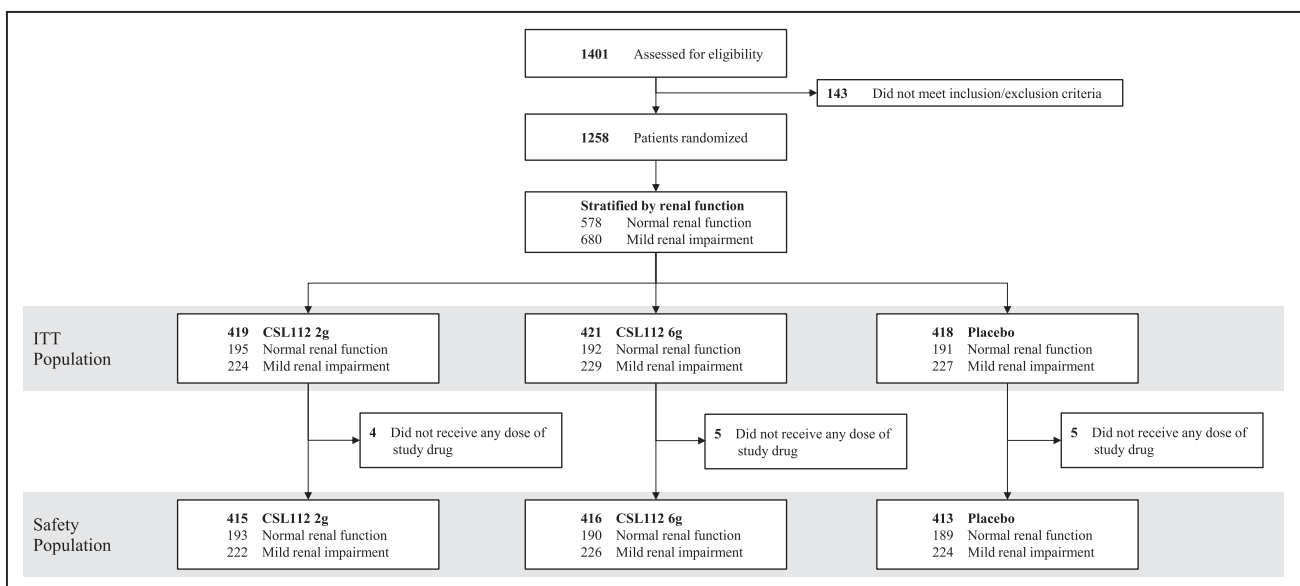 1401 Assessed for eligibility
143 Did not meet inclusion/exclusion criteria
1258 Patients randomized
Stratified by renal function
578 Normal renal function
680 Mild renal impairment
ITT
Population
419 CSL112 2g
195 Normal renal function
224 Mild renal impairment
421 CSL112 6g
192 Normal renal function
229 Mild renal impairment
418 Placebo
191 Normal renal function
227 Mild renal impairment
4 Did not receive any dose of
study drug
5 Did not receive any dose of
study drug
5 Did not receive any dose of
study drug
Safety
Population
415 CSL112 2g
193 Normal renal function
222 Mild renal impairment
416 CSL112 6g
190 Normal renal function
226 Mild renal impairment
413 Placebo
189 Normal renal function
224 Mild renal impairment